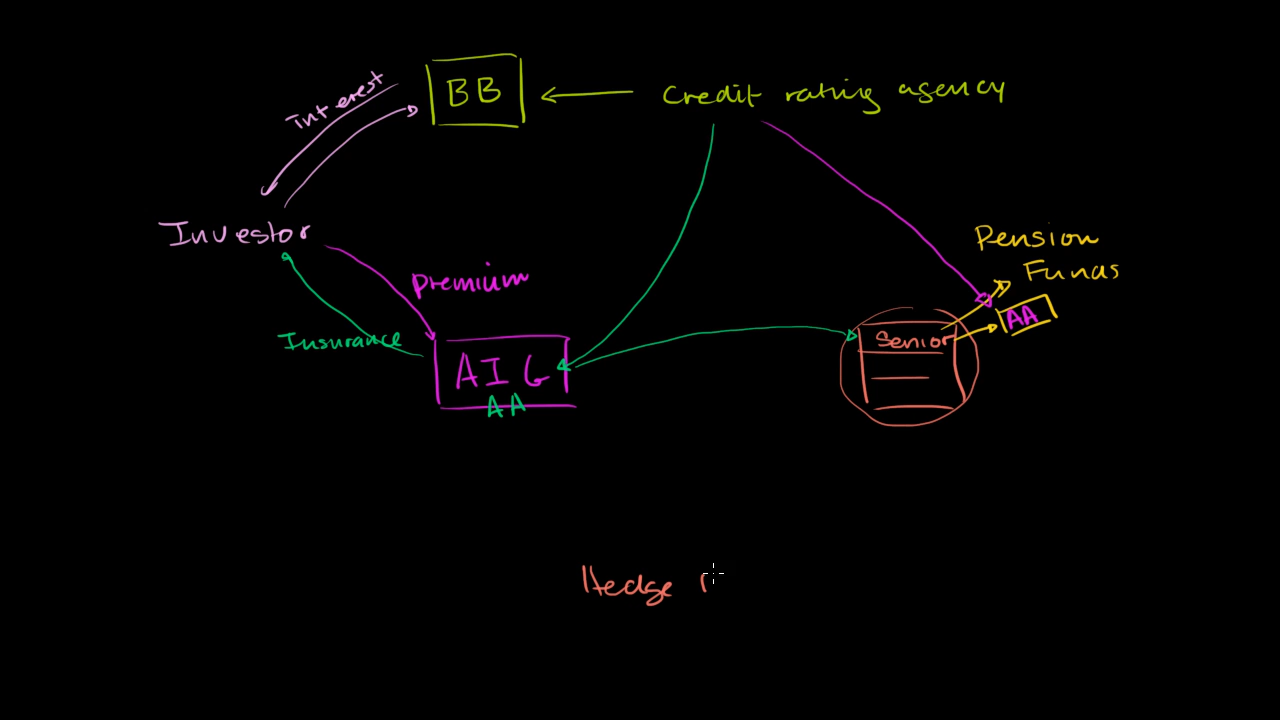 BB
credit rating agency
Interest
Investor
Pension
Funds
premium
AA
Insurance
Senior
AIG
AA
Hedge